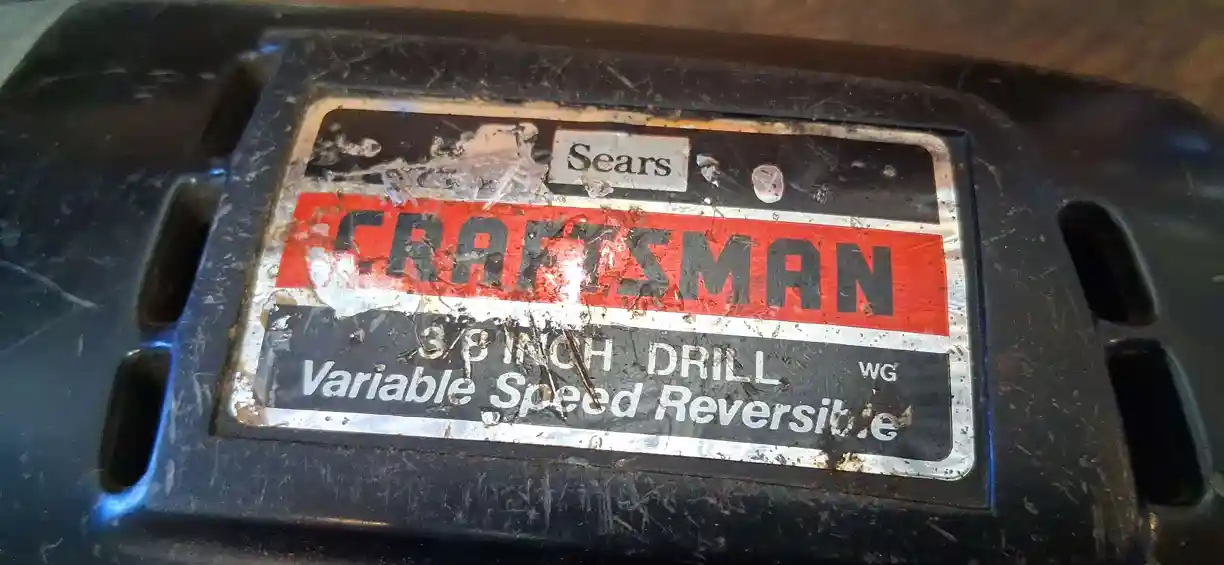 Sears
CRAFTSMAN
3/8 INCH DRILL WG
Variable Speed Reversible